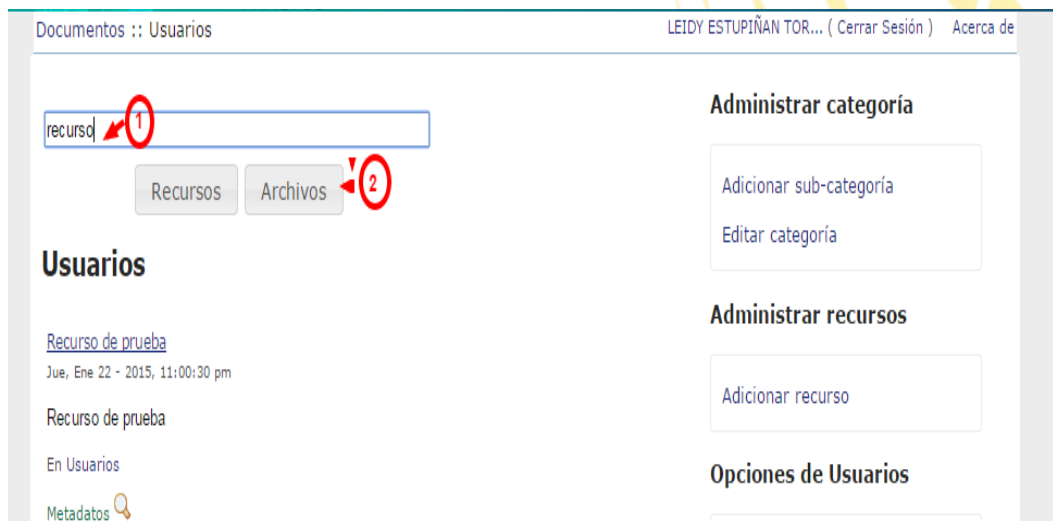 Documentos :: Usuarios
LEIDY ESTUPIÑAN TOR... ( Cerrar Sesión ) Acerca de
recurso
1
Recursos Archivos
2
Usuarios
Recurso de prueba
Jue, Ene 22 - 2015, 11:00:30 pm
Recurso de prueba
En Usuarios
Metadatos
Administrar categoría
Adicionar sub-categoría
Editar categoría
Administrar recursos
Adicionar recurso
Opciones de Usuarios